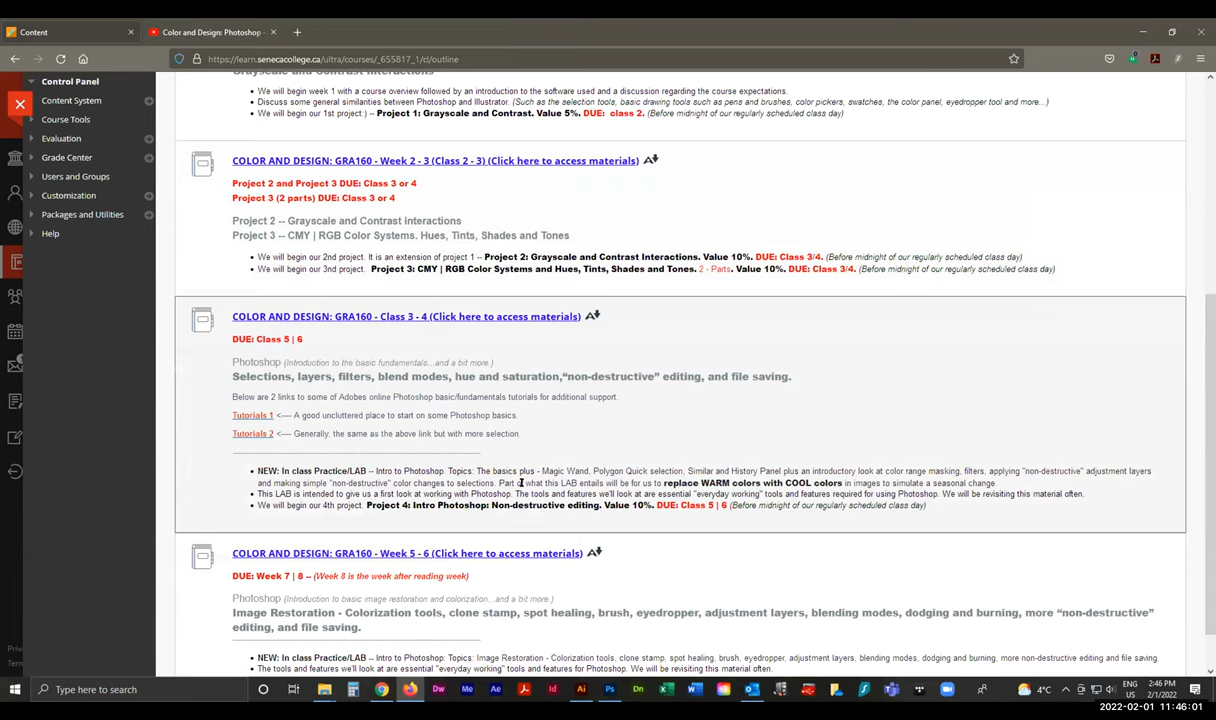 Content
Color and Design: Photoshop -
https://learn.senecacollege.ca/ultra/courses/_655817_1/cl/outline
Control Panel
Content System
Course Tools
Evaluation
Grade Center
Users and Groups
Customization
Packages and Utilities
Help
Grayscale and Contrast Interactions
We will begin week 1 with a course overview followed by an introduction to the software used and a discussion regarding the course expectations.
Discuss some general similarities between Photoshop and Illustrator. (Such as the selection tools, basic drawing tools such as pens and brushes, color pickers, swatches, the color panel, eyedropper tool and more...)
We will begin our 1st project:) -- Project 1: Grayscale and Contrast. Value 5%. DUE: class 2. (Before midnight of our regularly scheduled class day)
COLOR AND DESIGN: GRA160 - Week 2 - 3 (Class 2 - 3) (Click here to access materials)
Project 2 and Project 3 DUE: Class 3 or 4
Project 3 (2 parts) DUE: Class 3 or 4
Project 2 -- Grayscale and Contrast interactions
Project 3 -- CMY | RGB Color Systems. Hues, Tints, Shades and Tones
We will begin our 2nd project. It is an extension of project 1 -- Project 2: Grayscale and Contrast Interactions. Value 10%. DUE: Class 3/4. (Before midnight of our regularly scheduled class day)
We will begin our 3nd project. Project 3: CMY | RGB Color Systems and Hues, Tints, Shades and Tones. 2 - Parts. Value 10%. DUE: Class 3/4. (Before midnight of our regularly scheduled class day)
COLOR AND DESIGN: GRA160 - Class 3 - 4 (Click here to access materials)
DUE: Class 5 | 6
Photoshop (Introduction to the basic fundamentals...and a bit more.)
Selections, layers, filters, blend modes, hue and saturation,“non-destructive” editing, and file saving.
Below are 2 links to some of Adobes online Photoshop basic/fundamentals tutorials for additional support.
Tutorials 1 <---- A good uncluttered place to start on some Photoshop basics.
Tutorials 2 <---- Generally, the same as the above link but with more selection.
NEW: In class Practice/LAB -- Intro to Photoshop. Topics: The basics plus - Magic Wand, Polygon Quick selection, Similar and History Panel plus an introductory look at color range masking, filters, applying "non-destructive" adjustment layers
and making simple "non-destructive" color changes to selections. Part of what this LAB entails will be for us to replace WARM colors with COOL colors in images to simulate a seasonal change.
This LAB is intended to give us a first look at working with Photoshop. The tools and features we'll look at are essential "everyday working" tools and features required for using Photoshop. We will be revisiting this material often.
We will begin our 4th project. Project 4: Intro Photoshop: Non-destructive editing. Value 10%. DUE: Class 5 | 6 (Before midnight of our regularly scheduled class day)
COLOR AND DESIGN: GRA160 - Week 5 - 6 (Click here to access materials)
DUE: Week 7 | 8 -- (Week 8 is the week after reading week)
Photoshop (Introduction to basic image restoration and colorization...and a bit more.)
Image Restoration - Colorization tools, clone stamp, spot healing, brush, eyedropper, adjustment layers, blending modes, dodging and burning, more “non-destructive”
editing, and file saving.
NEW: In class Practice/LAB -- Intro to Photoshop: Topics: Image Restoration - Colorization tools, clone stamp, spot healing, brush, eyedropper, adjustment layers, blending modes, dodging and burning, more non-destructive editing and file saving.
The tools and features we'll look at are essential "everyday working" tools and features for Photoshop. We will be revisiting this material often.
Priv
Term
Type here to search
4°C
ENG
US
2:46 PM
2/1/2022
2022-02-01 11:46:01